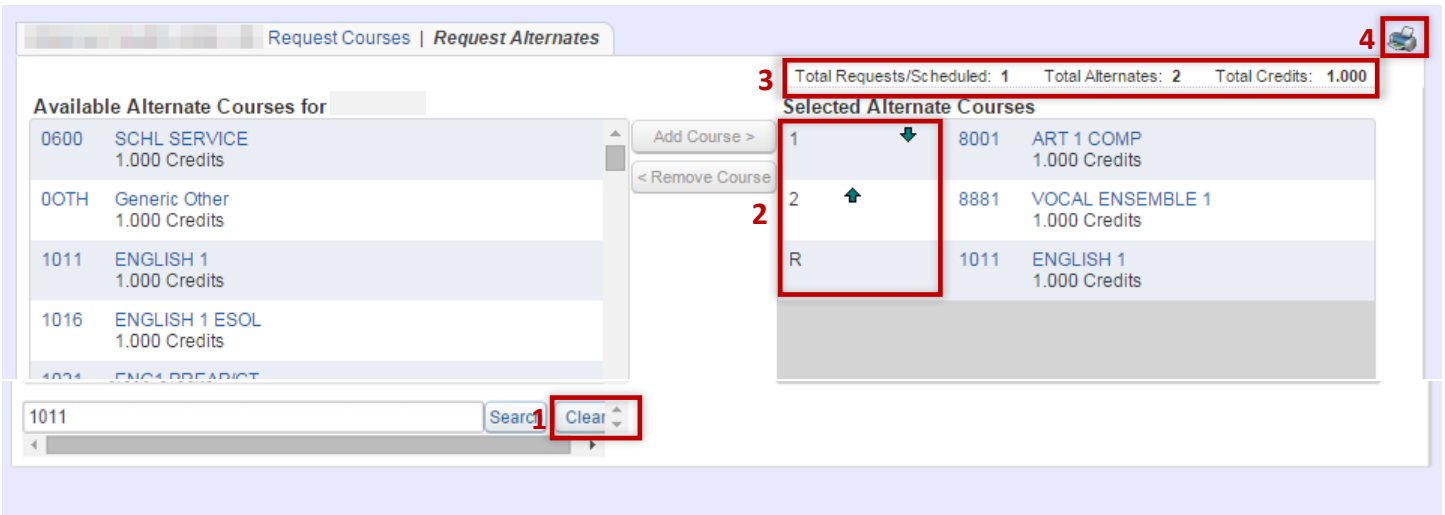 Request Courses | Request Alternates
4
3
Total Requests/Scheduled: 1 Total Alternates: 2 Total Credits: 1.000
Available Alternate Courses for
Selected Alternate Courses
0600 SCHL SERVICE
1.000 Credits
0OTH Generic Other
1.000 Credits
1011 ENGLISH 1
1.000 Credits
1016 ENGLISH 1 ESOL
1.000 Credits
Add Course >
< Remove Course
2
1 8001 ART 1 COMP
1.000 Credits
2 8881 VOCAL ENSEMBLE 1
1.000 Credits
R 1011 ENGLISH 1
1.000 Credits
1011 Search Clear
1